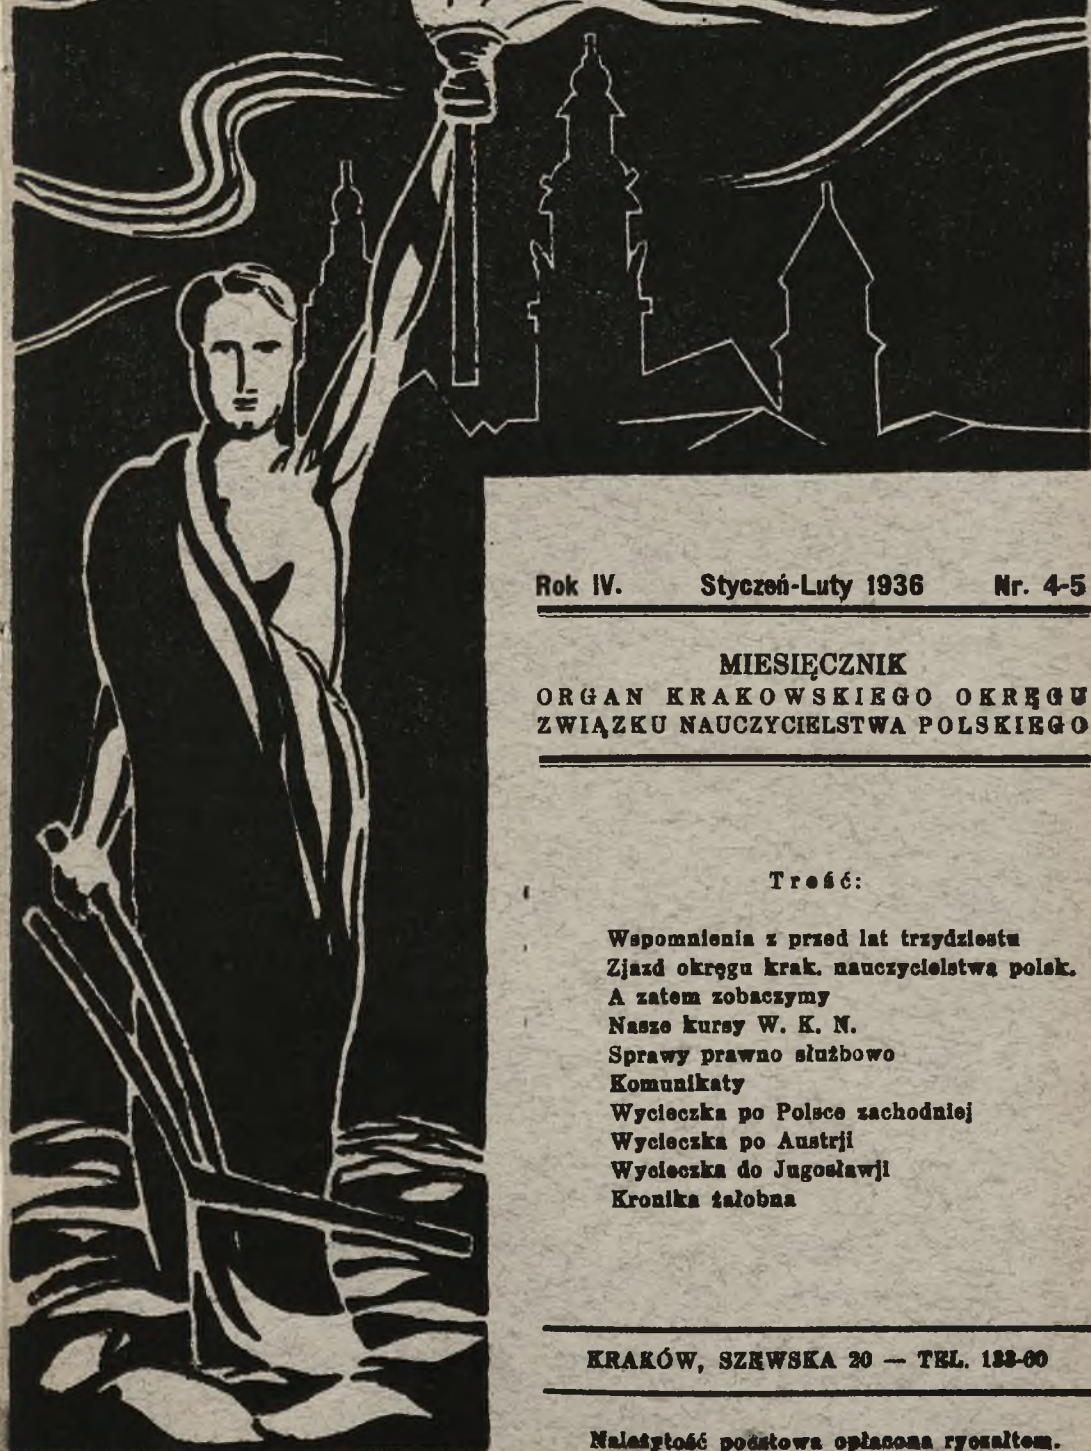 Rok IV. Styczeń-Luty 1936 Nr. 4-5
MIESIĘCZNIK
ORGAN KRAKOWSKIEGO OKRĘGU
ZWIĄZKU NAUCZYCIELSTWA POLSKIEGO
Treść:
Wspomnienia z przed lat trzydziestu
Zjazd okręgu krak. nauczycielstwa polsk.
A zatem zobaczymy
Nasze kursy W. K. N.
Sprawy prawno służbowo
Komunikaty
Wycieczka po Polsce zachodniej
Wycieczka po Austrji
Wycieczka do Jugosławji
Kronika żałobna
KRAKÓW, SZEWSKA 20 — TEL. 133-60
Należytość pocztowa opłacona ryczałtem.